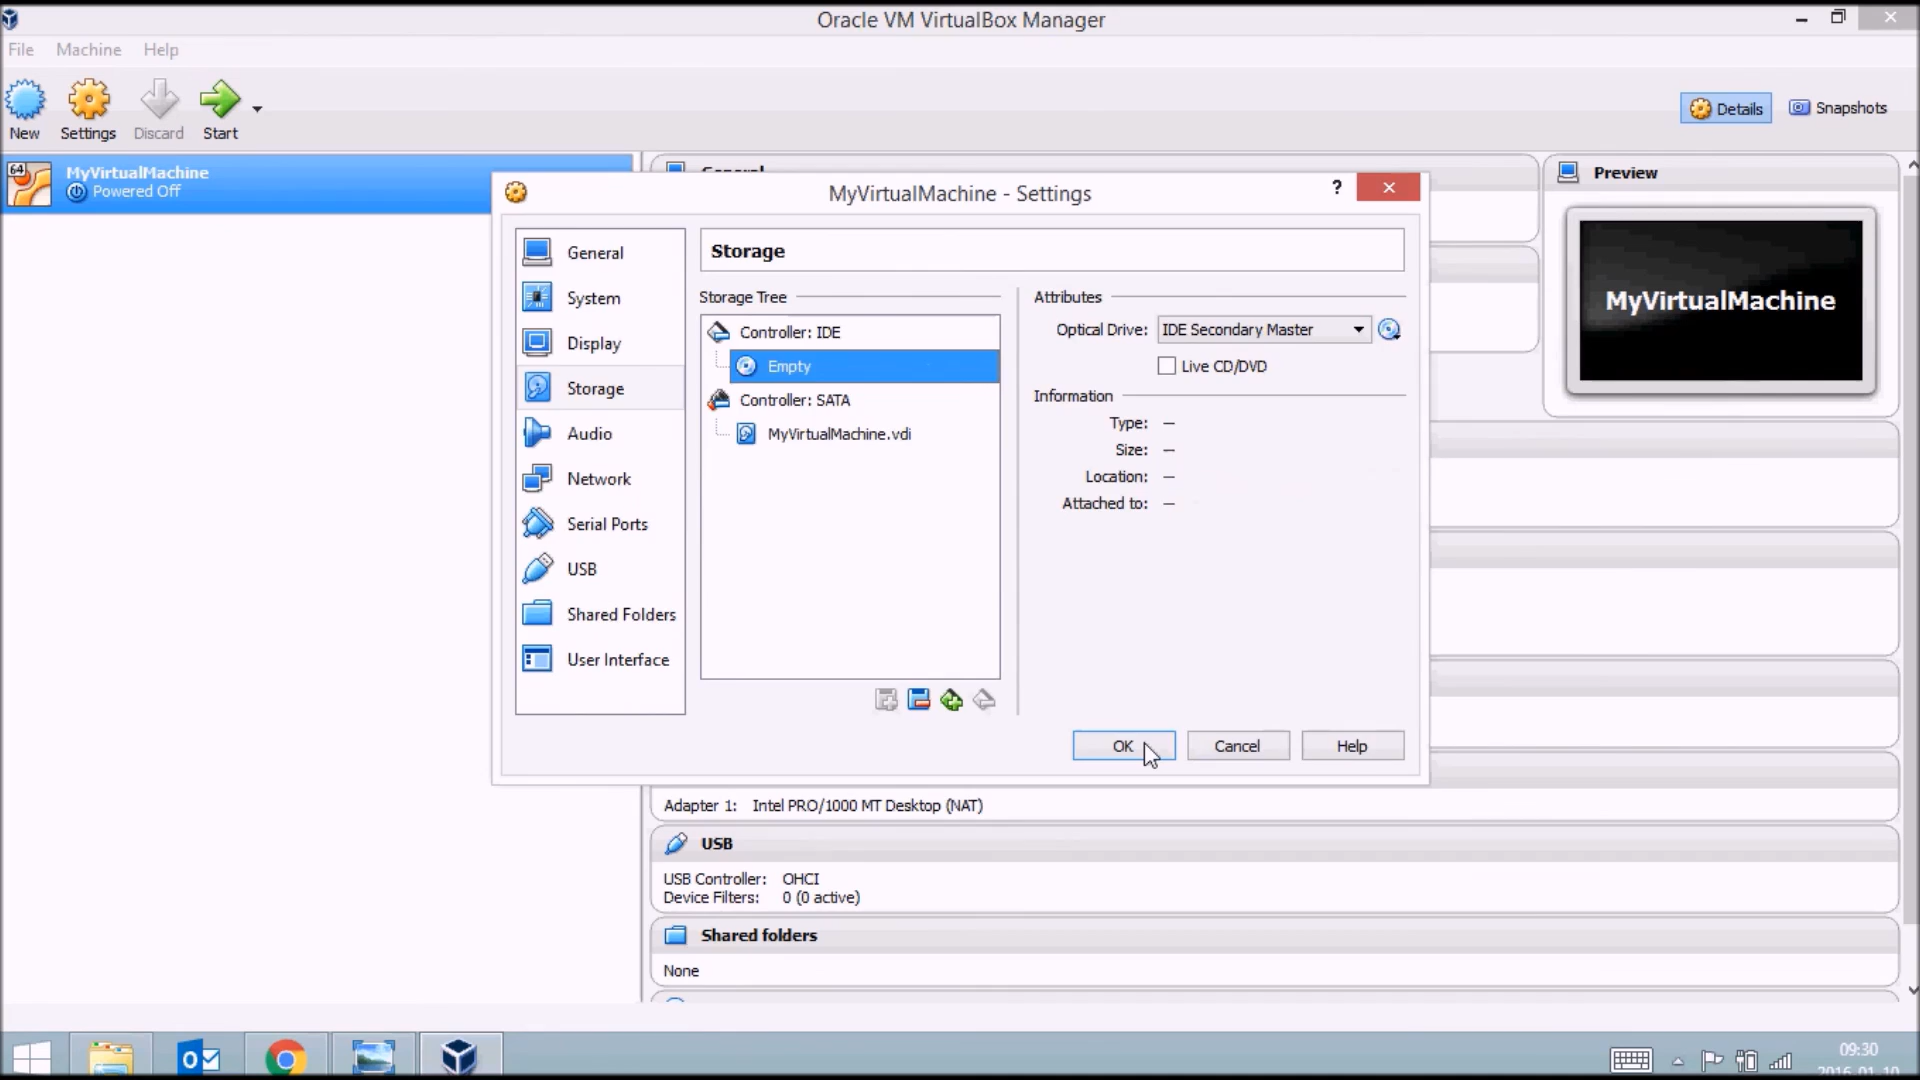 Oracle VM VirtualBox Manager
File Machine Help
New Settings Discard Start
Details Snapshots
64
MyVirtualMachine
Powered Off
Preview
MyVirtualMachine
MyVirtualMachine - Settings
?
General
System
Display
Storage
Audio
Network
Serial Ports
USB
Shared Folders
User Interface
Storage
Storage Tree
Controller: IDE
Empty
Controller: SATA
MyVirtualMachine.vdi
Attributes
Optical Drive: IDE Secondary Master
Live CD/DVD
Information
Type: --
Size: --
Location: --
Attached to: --
OK Cancel Help
Adapter 1: Intel PRO/1000 MT Desktop (NAT)
USB
USB Controller: OHCI
Device Filters: 0 (0 active)
Shared folders
None
09:30
2016-01-10